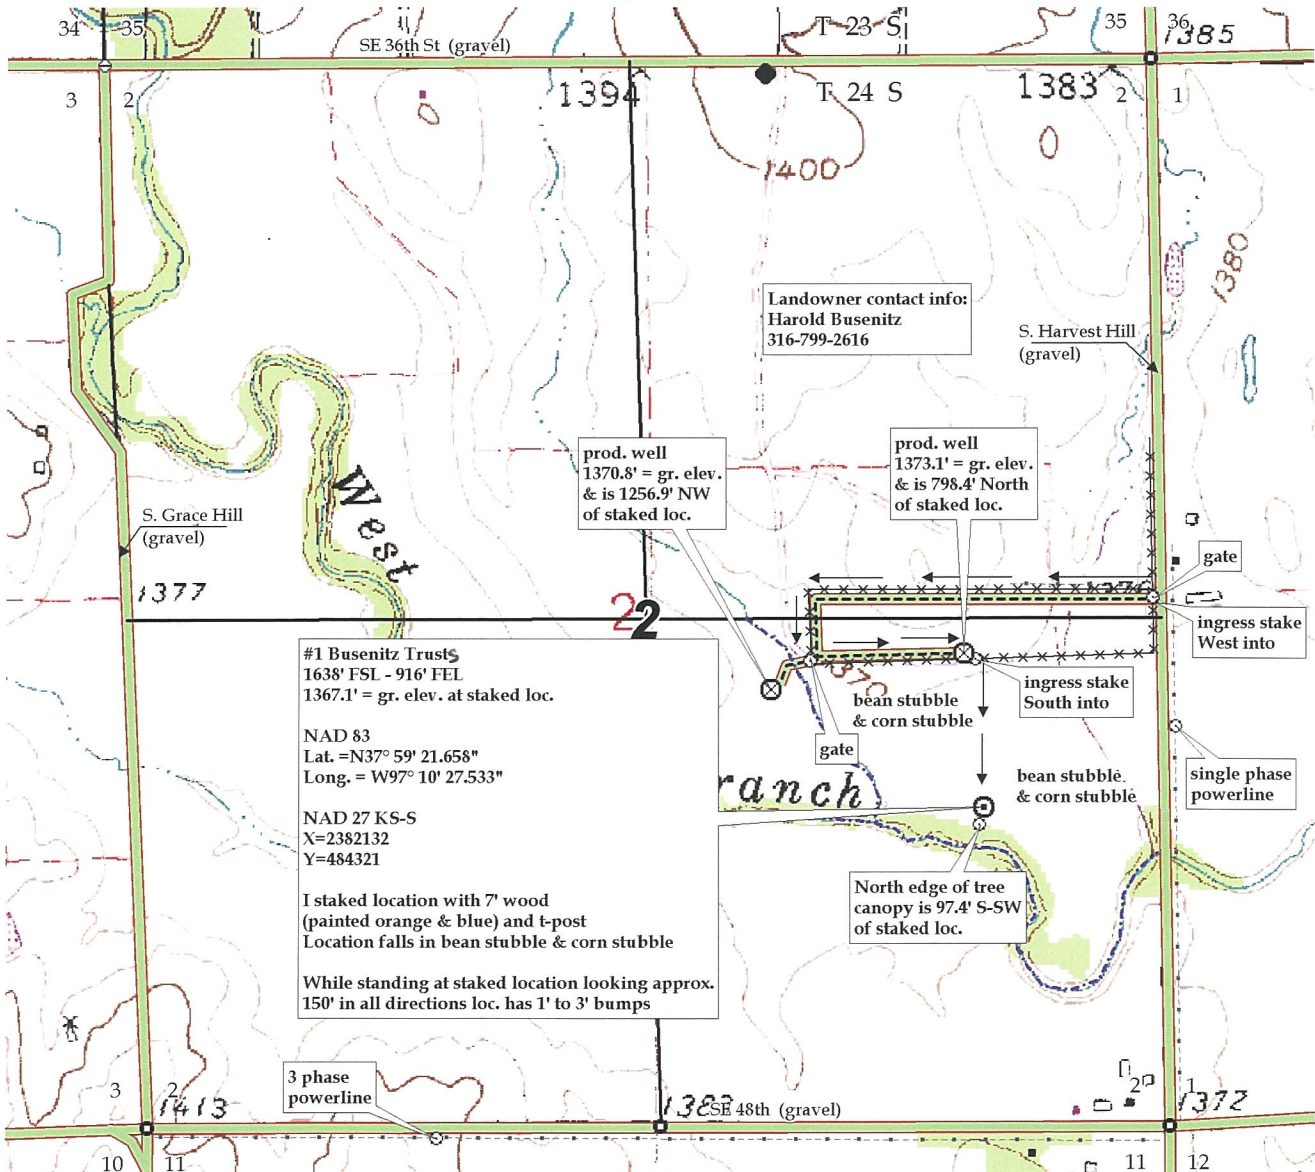 34
35
SE 36th St (gravel)
T 23 S
35
36
1385
3
2
1394
T 24 S
1383
2
1
1400
1380
Landowner contact info:
Harold Busenitz
316-799-2616
S. Harvest Hill
(gravel)
prod. well
1370.8' = gr. elev.
& is 1256.9' NW
of staked loc.
prod. well
1373.1' = gr. elev.
& is 798.4' North
of staked loc.
West
S. Grace Hill
(gravel)
1377
gate
2
2
ingress stake
West into
#1 Busenitz Trusts
1638' FSL - 916' FEL
1367.1' = gr. elev. at staked loc.
NAD 83
Lat. =N37° 59' 21.658"
Long. = W97° 10' 27.533"
NAD 27 KS-S
X=2382132
Y=484321
I staked location with 7' wood
(painted orange & blue) and t-post
Location falls in bean stubble & corn stubble
While standing at staked location looking approx.
150' in all directions loc. has 1' to 3' bumps
1370
ingress stake
South into
bean stubble
& corn stubble
gate
ranch
bean stubble
& corn stubble
single phase
powerline
North edge of tree
canopy is 97.4' S-SW
of staked loc.
3 phase
powerline
3
2
1413
1383
SE 48th (gravel)
2
1
1372
10
11
11
12